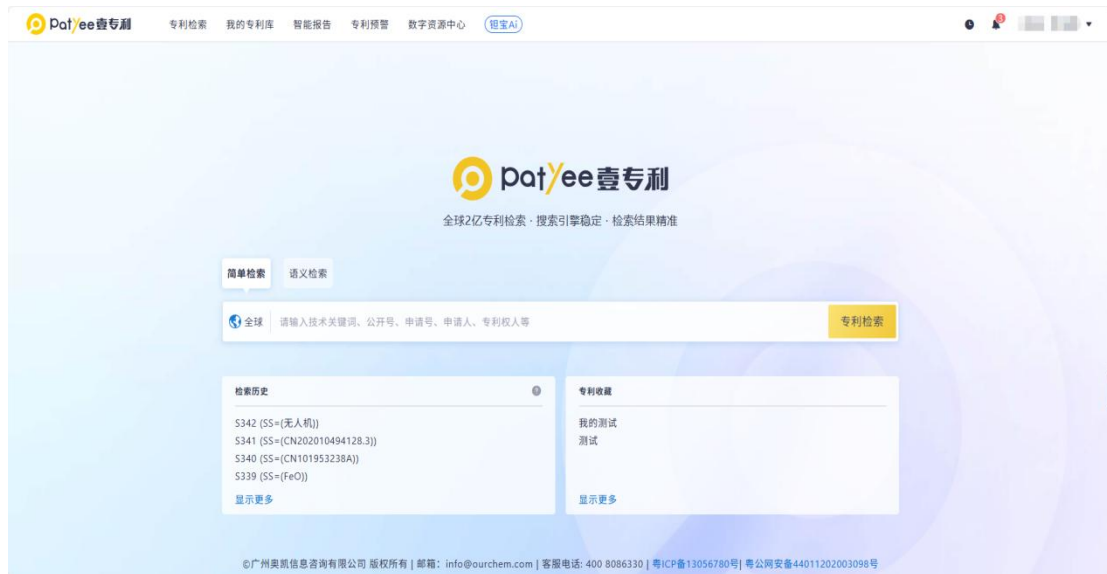 Patyee壹专利 专利检索 我的专利库 智能报告 专利预警 数字资源中心 钽宝Ai 3
Patyee壹专利
全球2亿专利检索 · 搜索引擎稳定 · 检索结果精准
简单检索 语义检索
全球 请输入技术关键词、公开号、申请号、申请人、专利权人等 专利检索
检索历史 专利收藏
S342 (SS=(无人机)) 我的测试
S341 (SS=(CN202010494128.3)) 测试
S340 (SS=(CN101953238A))
S339 (SS=(FeO))
显示更多 显示更多
©广州奥凯信息咨询有限公司 版权所有 | 邮箱：info@ourchem.com | 客服电话: 400 8086330 | 粤ICP备13056780号| 粤公网安备44011202003098号